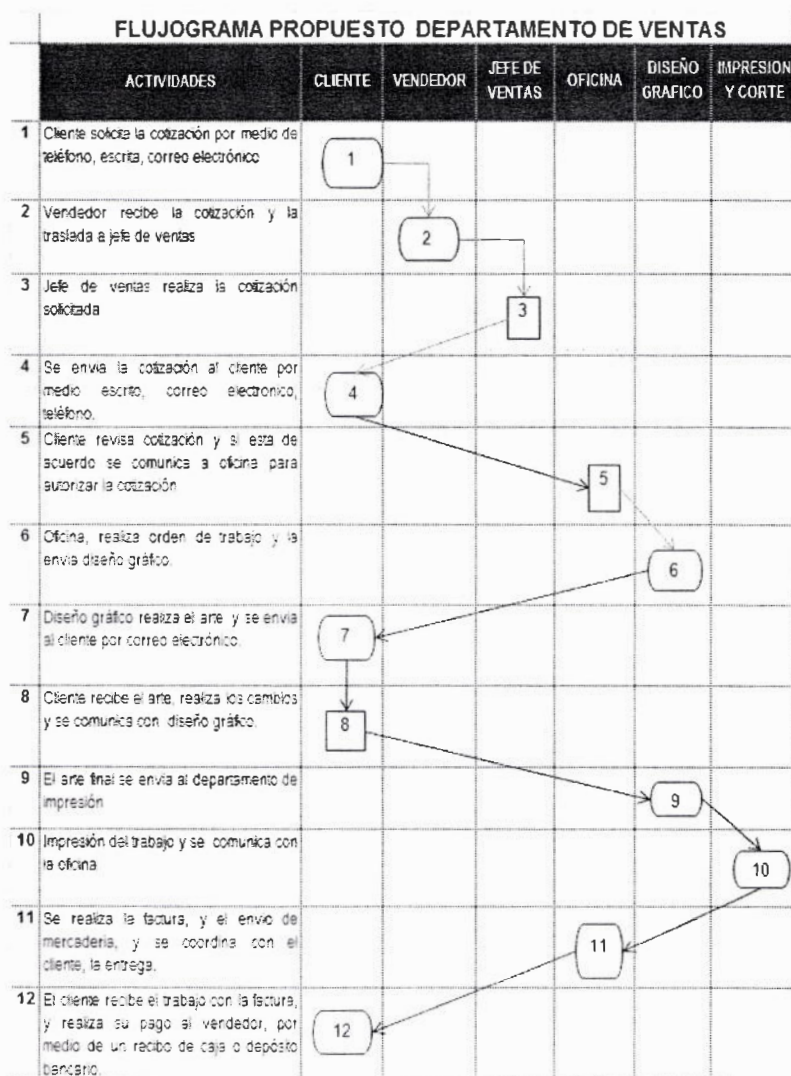 FLUJOGRAMA PROPUESTO DEPARTAMENTO DE VENTAS
ACTIVIDADES CLIENTE VENDEDOR JEFE DE VENTAS OFICINA DISEÑO GRAFICO IMPRESION Y CORTE
1 Cliente solicita la cotización por medio de
teléfono, escrita, correo electrónico
1
2 Vendedor recibe la cotización y la
traslada a jefe de ventas
2
3 Jefe de ventas realiza la cotización
solicitada
3
4 Se envia la cotización al cliente por
medio escrito, correo electronico,
teléfono.
4
5 Cliente revisa cotización y si esta de
acuerdo se comunica a oficina para
autorizar la cotización
5
6 Oficina, realiza orden de trabajo y la
envia diseño gráfico.
6
7 Diseño gráfico realiza el arte y se envia
al cliente por correo electrónico.
7
8 Cliente recibe el arte, realiza los cambios
y se comunica con diseño gráfico.
8
9 El arte final se envia al departamento de
impresión
9
10 Impresión del trabajo y se comunica con
la oficina
10
11 Se realiza la factura, y el envio de
mercaderia, y se coordina con el
cliente, la entrega.
11
12 El cliente recibe el trabajo con la factura,
y realiza su pago al vendedor, por
medio de un recibo de caja o depósito
bancario.
12